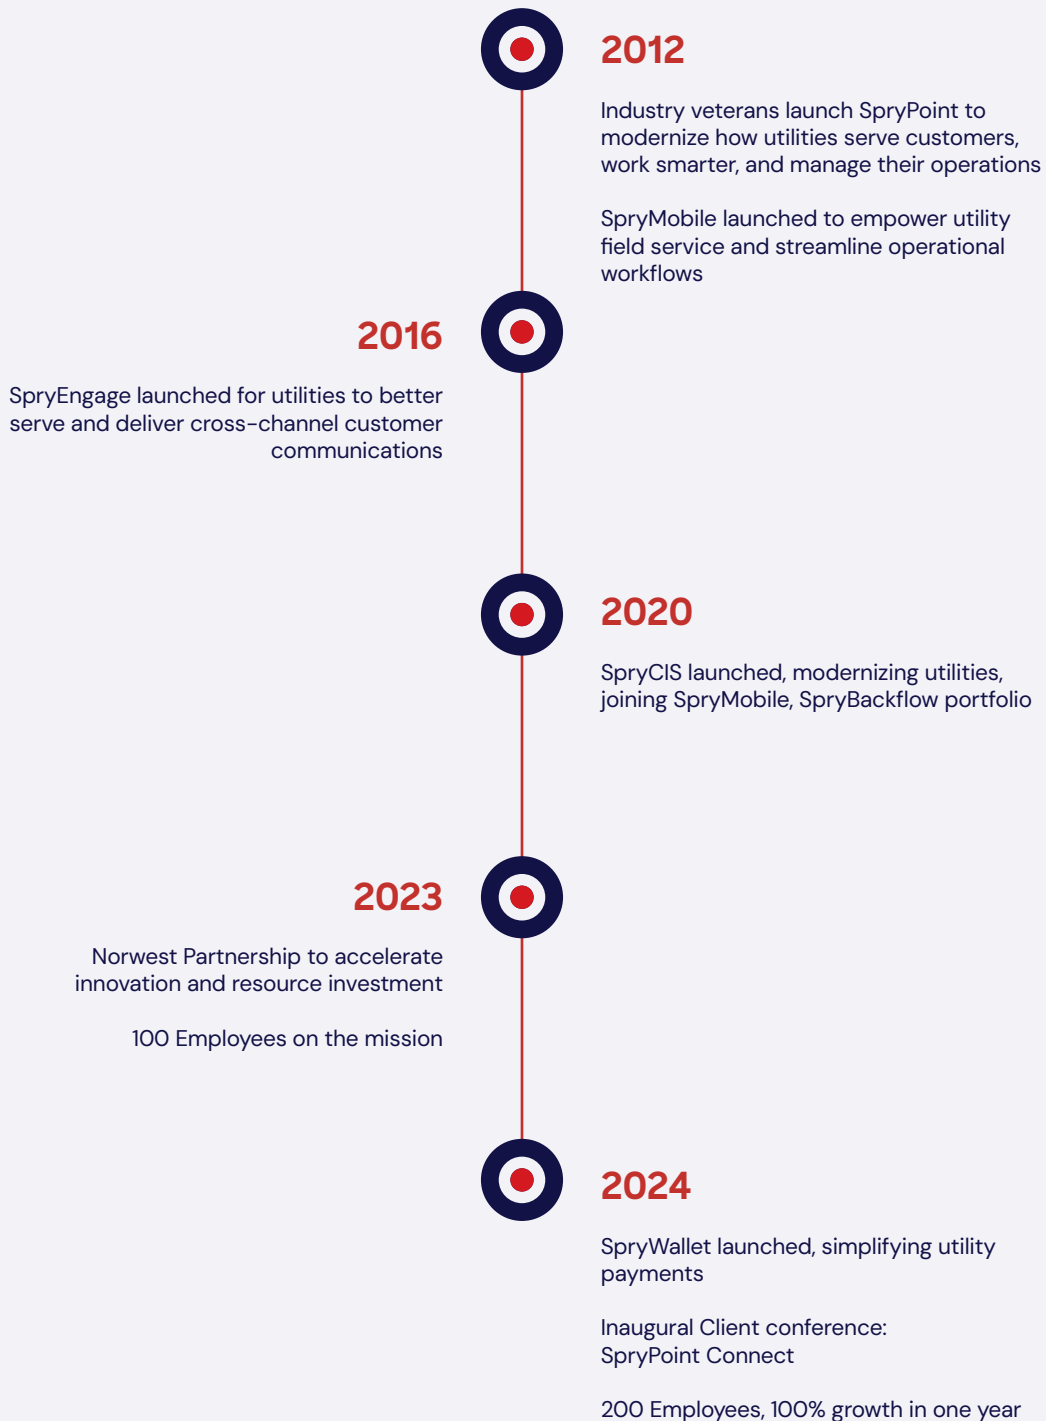 2012
Industry veterans launch SpryPoint to
modernize how utilities serve customers,
work smarter, and manage their operations
SpryMobile launched to empower utility
field service and streamline operational
workflows
2016
SpryEngage launched for utilities to better
serve and deliver cross-channel customer
communications
2020
SpryCIS launched, modernizing utilities,
joining SpryMobile, SpryBackflow portfolio
2023
Norwest Partnership to accelerate
innovation and resource investment
100 Employees on the mission
2024
SpryWallet launched, simplifying utility
payments
Inaugural Client conference:
SpryPoint Connect
200 Employees, 100% growth in one year